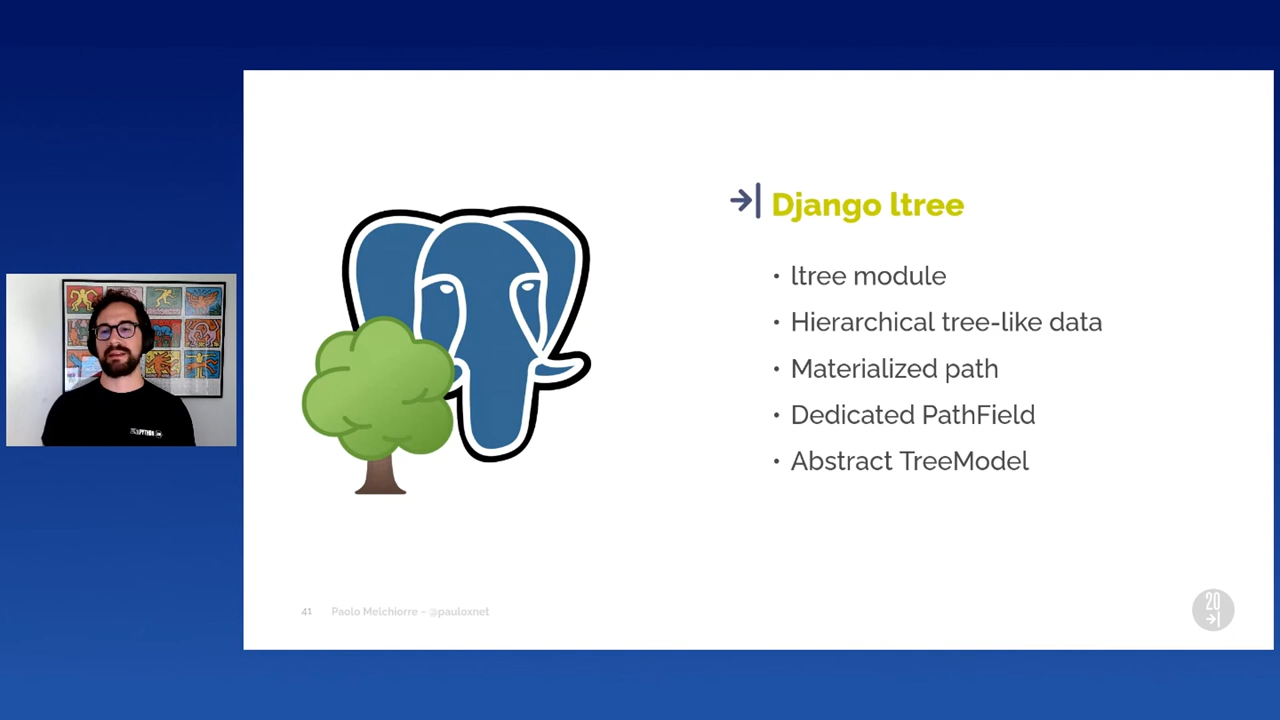 Django ltree
• ltree module
• Hierarchical tree-like data
• Materialized path
• Dedicated PathField
• Abstract TreeModel
41 Paolo Melchiorre – @pauloxnet
20
PYTHON